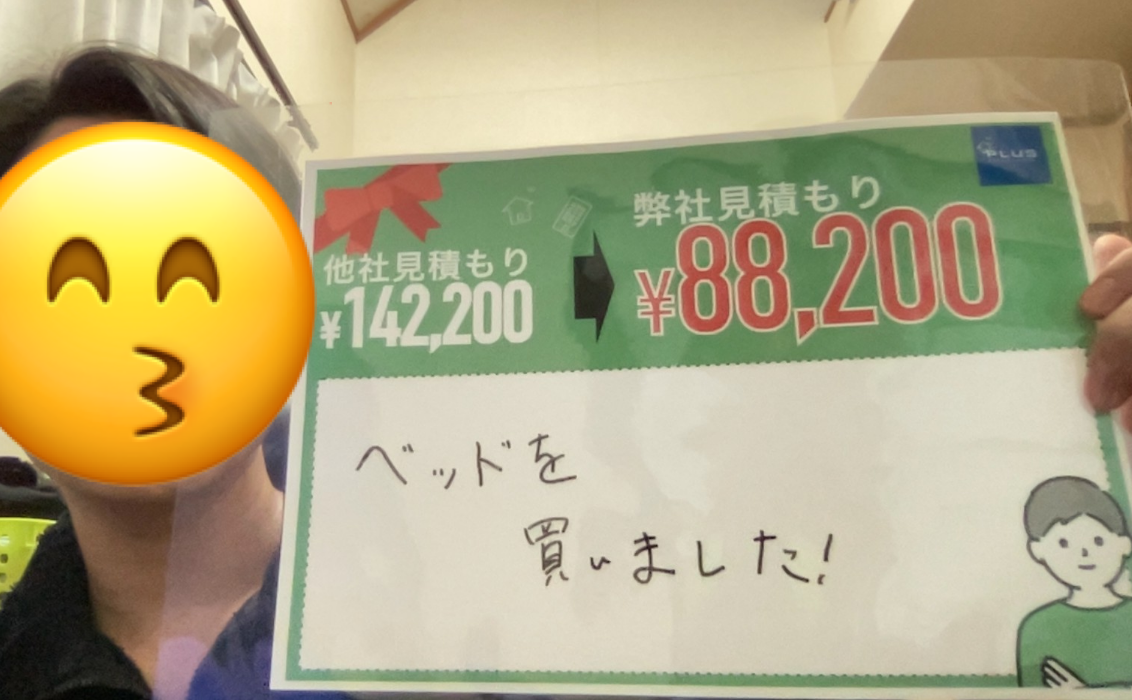 PLUS
他社見積もり
¥142,200
弊社見積もり
¥88,200
ベッドを
買いました!